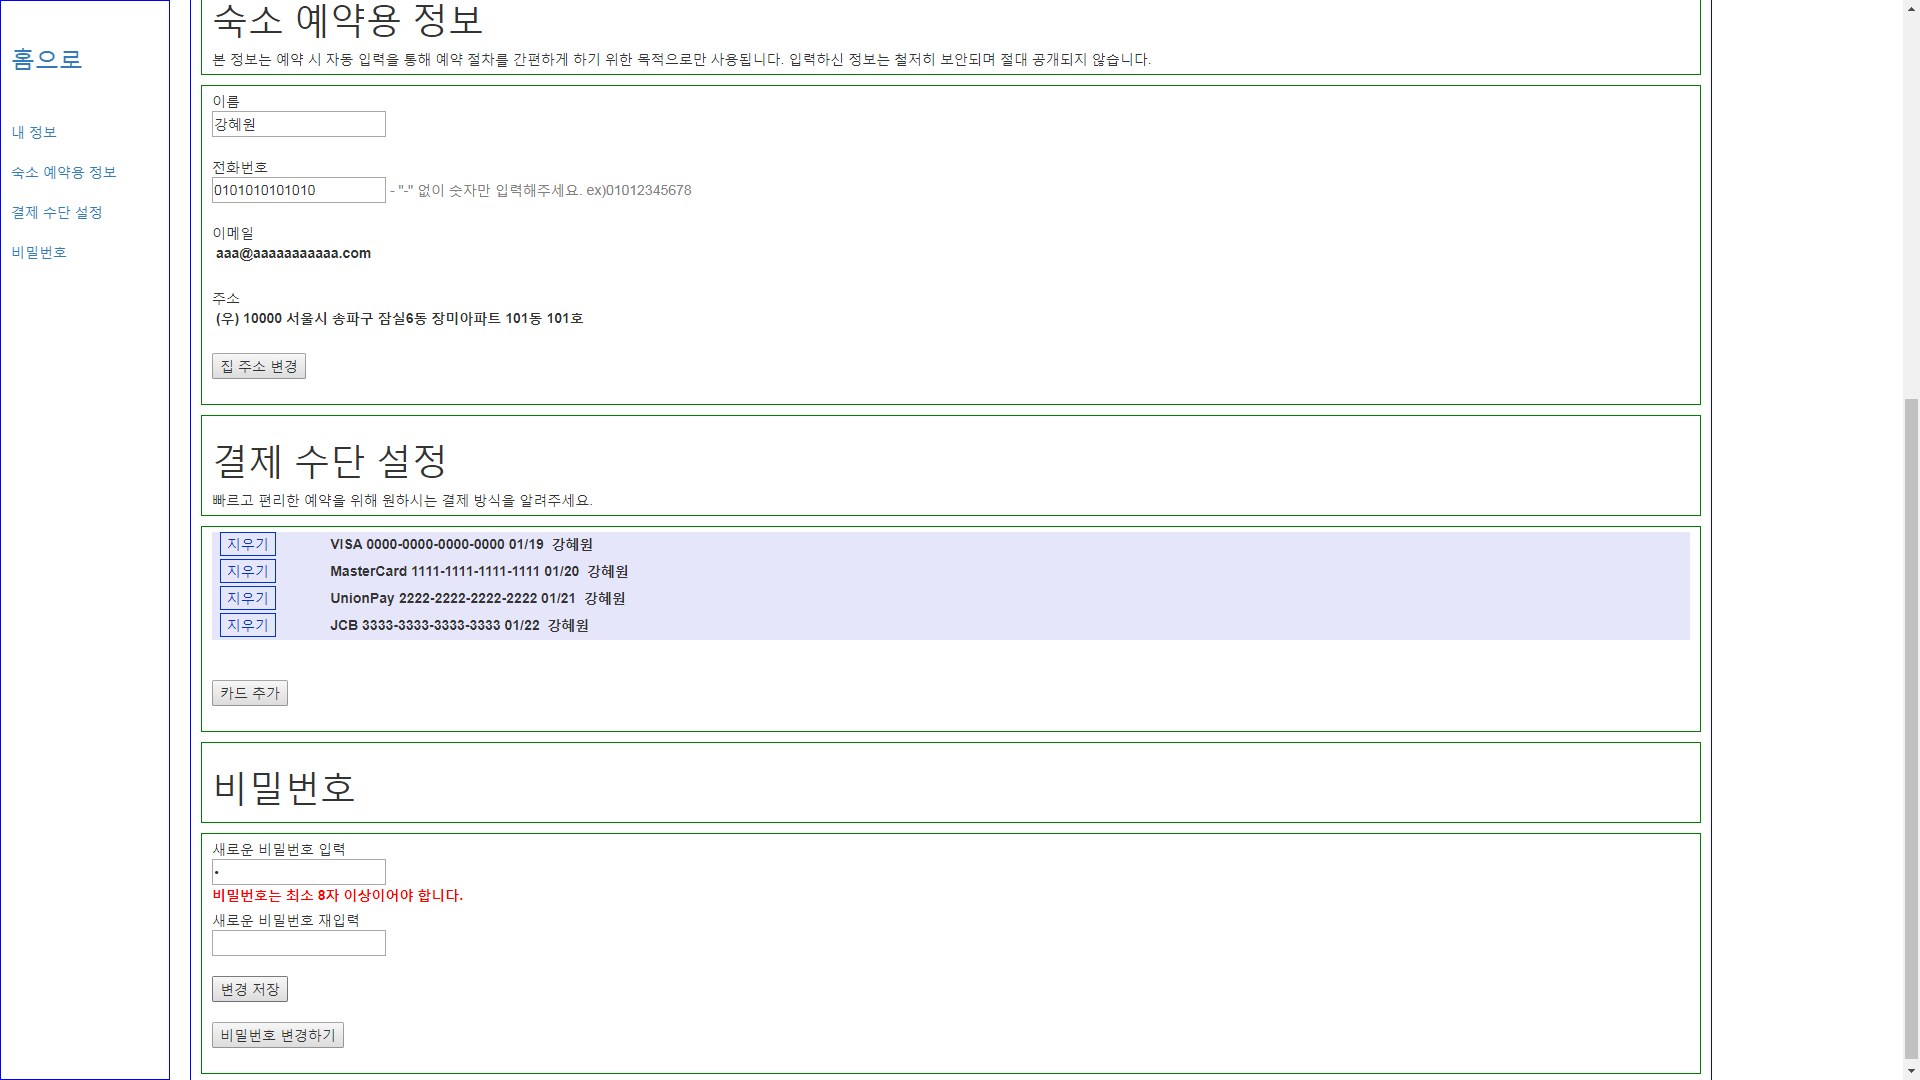 홈으로
내 정보
숙소 예약용 정보
결제 수단 설정
비밀번호
숙소 예약용 정보
본 정보는 예약 시 자동 입력을 통해 예약 절차를 간편하게 하기 위한 목적으로만 사용됩니다. 입력하신 정보는 철저히 보안되며 절대 공개되지 않습니다.
이름
강혜원
전화번호
0101010101010 - "-" 없이 숫자만 입력해주세요. ex)01012345678
이메일
aaa@aaaaaaaaaaa.com
주소
(우) 10000 서울시 송파구 잠실6동 장미아파트 101동 101호
집 주소 변경
결제 수단 설정
빠르고 편리한 예약을 위해 원하시는 결제 방식을 알려주세요.
지우기 VISA 0000-0000-0000-0000 01/19 강혜원
지우기 MasterCard 1111-1111-1111-1111 01/20 강혜원
지우기 UnionPay 2222-2222-2222-2222 01/21 강혜원
지우기 JCB 3333-3333-3333-3333 01/22 강혜원
카드 추가
비밀번호
새로운 비밀번호 입력
•
비밀번호는 최소 8자 이상이어야 합니다.
새로운 비밀번호 재입력
변경 저장
비밀번호 변경하기